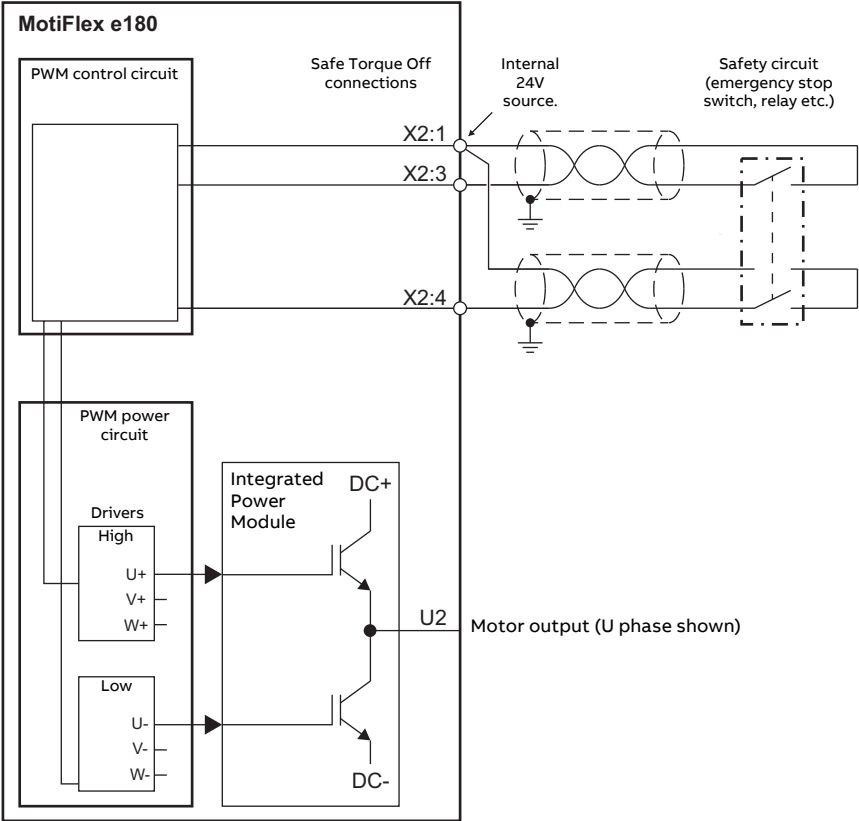 MotiFlex e180
PWM control circuit
Safe Torque Off
connections
Internal
24V
source.
Safety circuit
(emergency stop
switch, relay etc.)
X2:1
X2:3
X2:4
PWM power
circuit
Drivers
High
U+
V+
W+
Low
U-
V-
W-
Integrated
Power
Module
DC+
DC-
U2
Motor output (U phase shown)